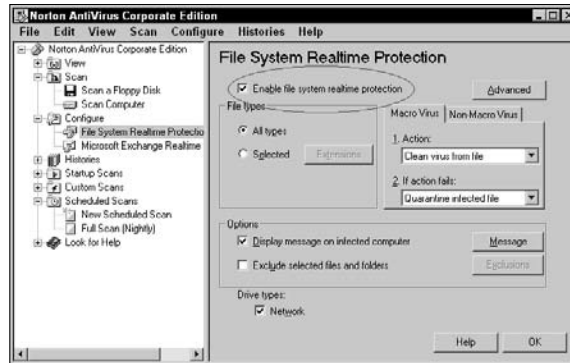 Norton AntiVirus Corporate Edition
File Edit View Scan Configure Histories Help
Norton AntiVirus Corporate Edition
View
Scan
Scan a Floppy Disk
Scan Computer
Configure
File System Realtime Protectio
Microsoft Exchange Realtime
Histories
Startup Scans
Custom Scans
Scheduled Scans
New Scheduled Scan
Full Scan (Nightly)
Look for Help
File System Realtime Protection
Enable file system realtime protection
Advanced
File types
All types
Selected
Extensions
Macro Virus
Non-Macro Virus
1. Action:
Clean virus from file
2. If action fails:
Quarantine infected file
Options
Display message on infected computer
Message
Exclude selected files and folders
Exclusions
Drive types:
Network
Help
OK